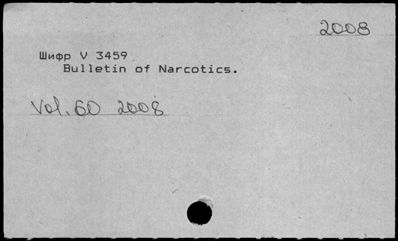 2008
Шифр V 3459
Bulletin of Narcotics.
Vol. 60 2008